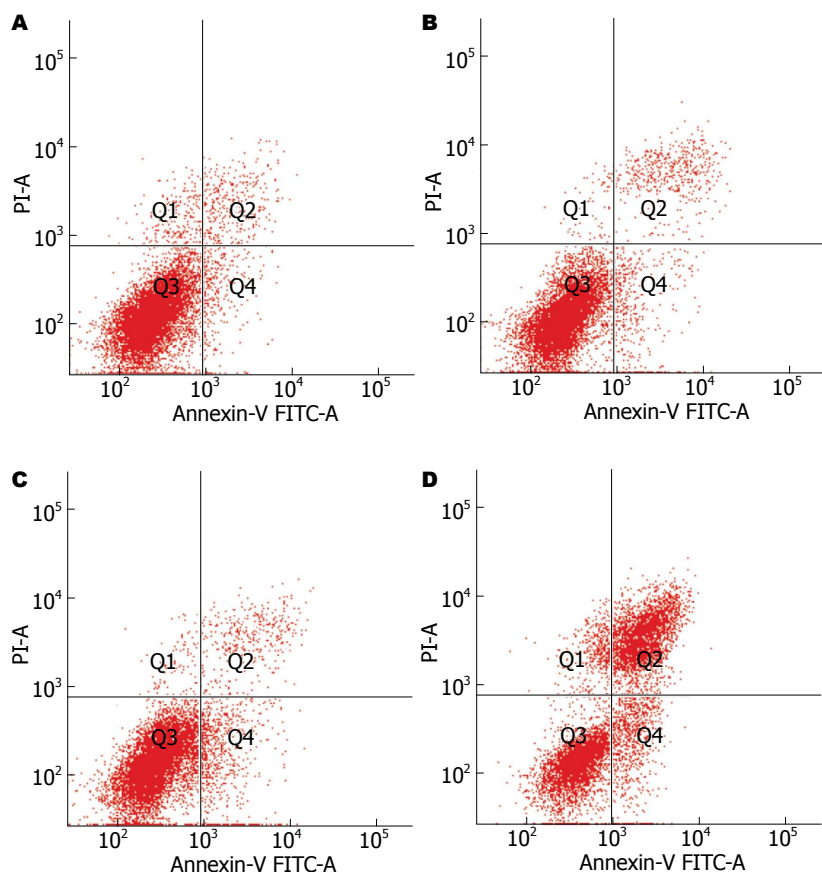 A
10⁵
10⁴
10³
10²
PI-A
Q1
Q2
Q3
Q4
10² 10³ 10⁴ 10⁵
Annexin-V FITC-A
B
10⁵
10⁴
10³
10²
PI-A
Q1
Q2
Q3
Q4
10² 10³ 10⁴ 10⁵
Annexin-V FITC-A
C
10⁵
10⁴
10³
10²
PI-A
Q1
Q2
Q3
Q4
10² 10³ 10⁴ 10⁵
Annexin-V FITC-A
D
10⁵
10⁴
10³
10²
PI-A
Q1
Q2
Q3
Q4
10² 10³ 10⁴ 10⁵
Annexin-V FITC-A